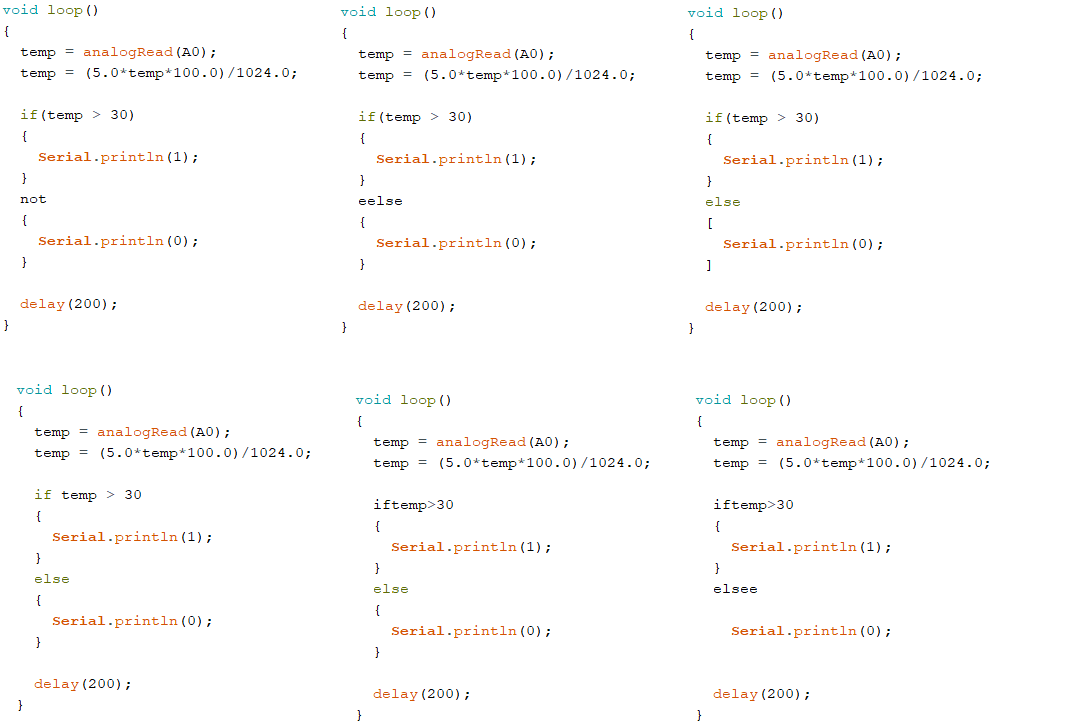 void loop()
{
  temp = analogRead(A0);
  temp = (5.0*temp*100.0)/1024.0;

  if(temp > 30)
  {
    Serial.println(1);
  }
  not
  {
    Serial.println(0);
  }

  delay(200);
}

void loop()
{
  temp = analogRead(A0);
  temp = (5.0*temp*100.0)/1024.0;

  if(temp > 30)
  {
    Serial.println(1);
  }
  eelse
  {
    Serial.println(0);
  }

  delay(200);
}

void loop()
{
  temp = analogRead(A0);
  temp = (5.0*temp*100.0)/1024.0;

  if(temp > 30)
  {
    Serial.println(1);
  }
  else
  [
    Serial.println(0);
  ]

  delay(200);
}

void loop()
{
  temp = analogRead(A0);
  temp = (5.0*temp*100.0)/1024.0;

  if temp > 30
  {
    Serial.println(1);
  }
  else
  {
    Serial.println(0);
  }

  delay(200);
}

void loop()
{
  temp = analogRead(A0);
  temp = (5.0*temp*100.0)/1024.0;

  iftemp>30
  {
    Serial.println(1);
  }
  else
  {
    Serial.println(0);
  }

  delay(200);
}

void loop()
{
  temp = analogRead(A0);
  temp = (5.0*temp*100.0)/1024.0;

  iftemp>30
  {
    Serial.println(1);
  }
  elsee

    Serial.println(0);


  delay(200);
}